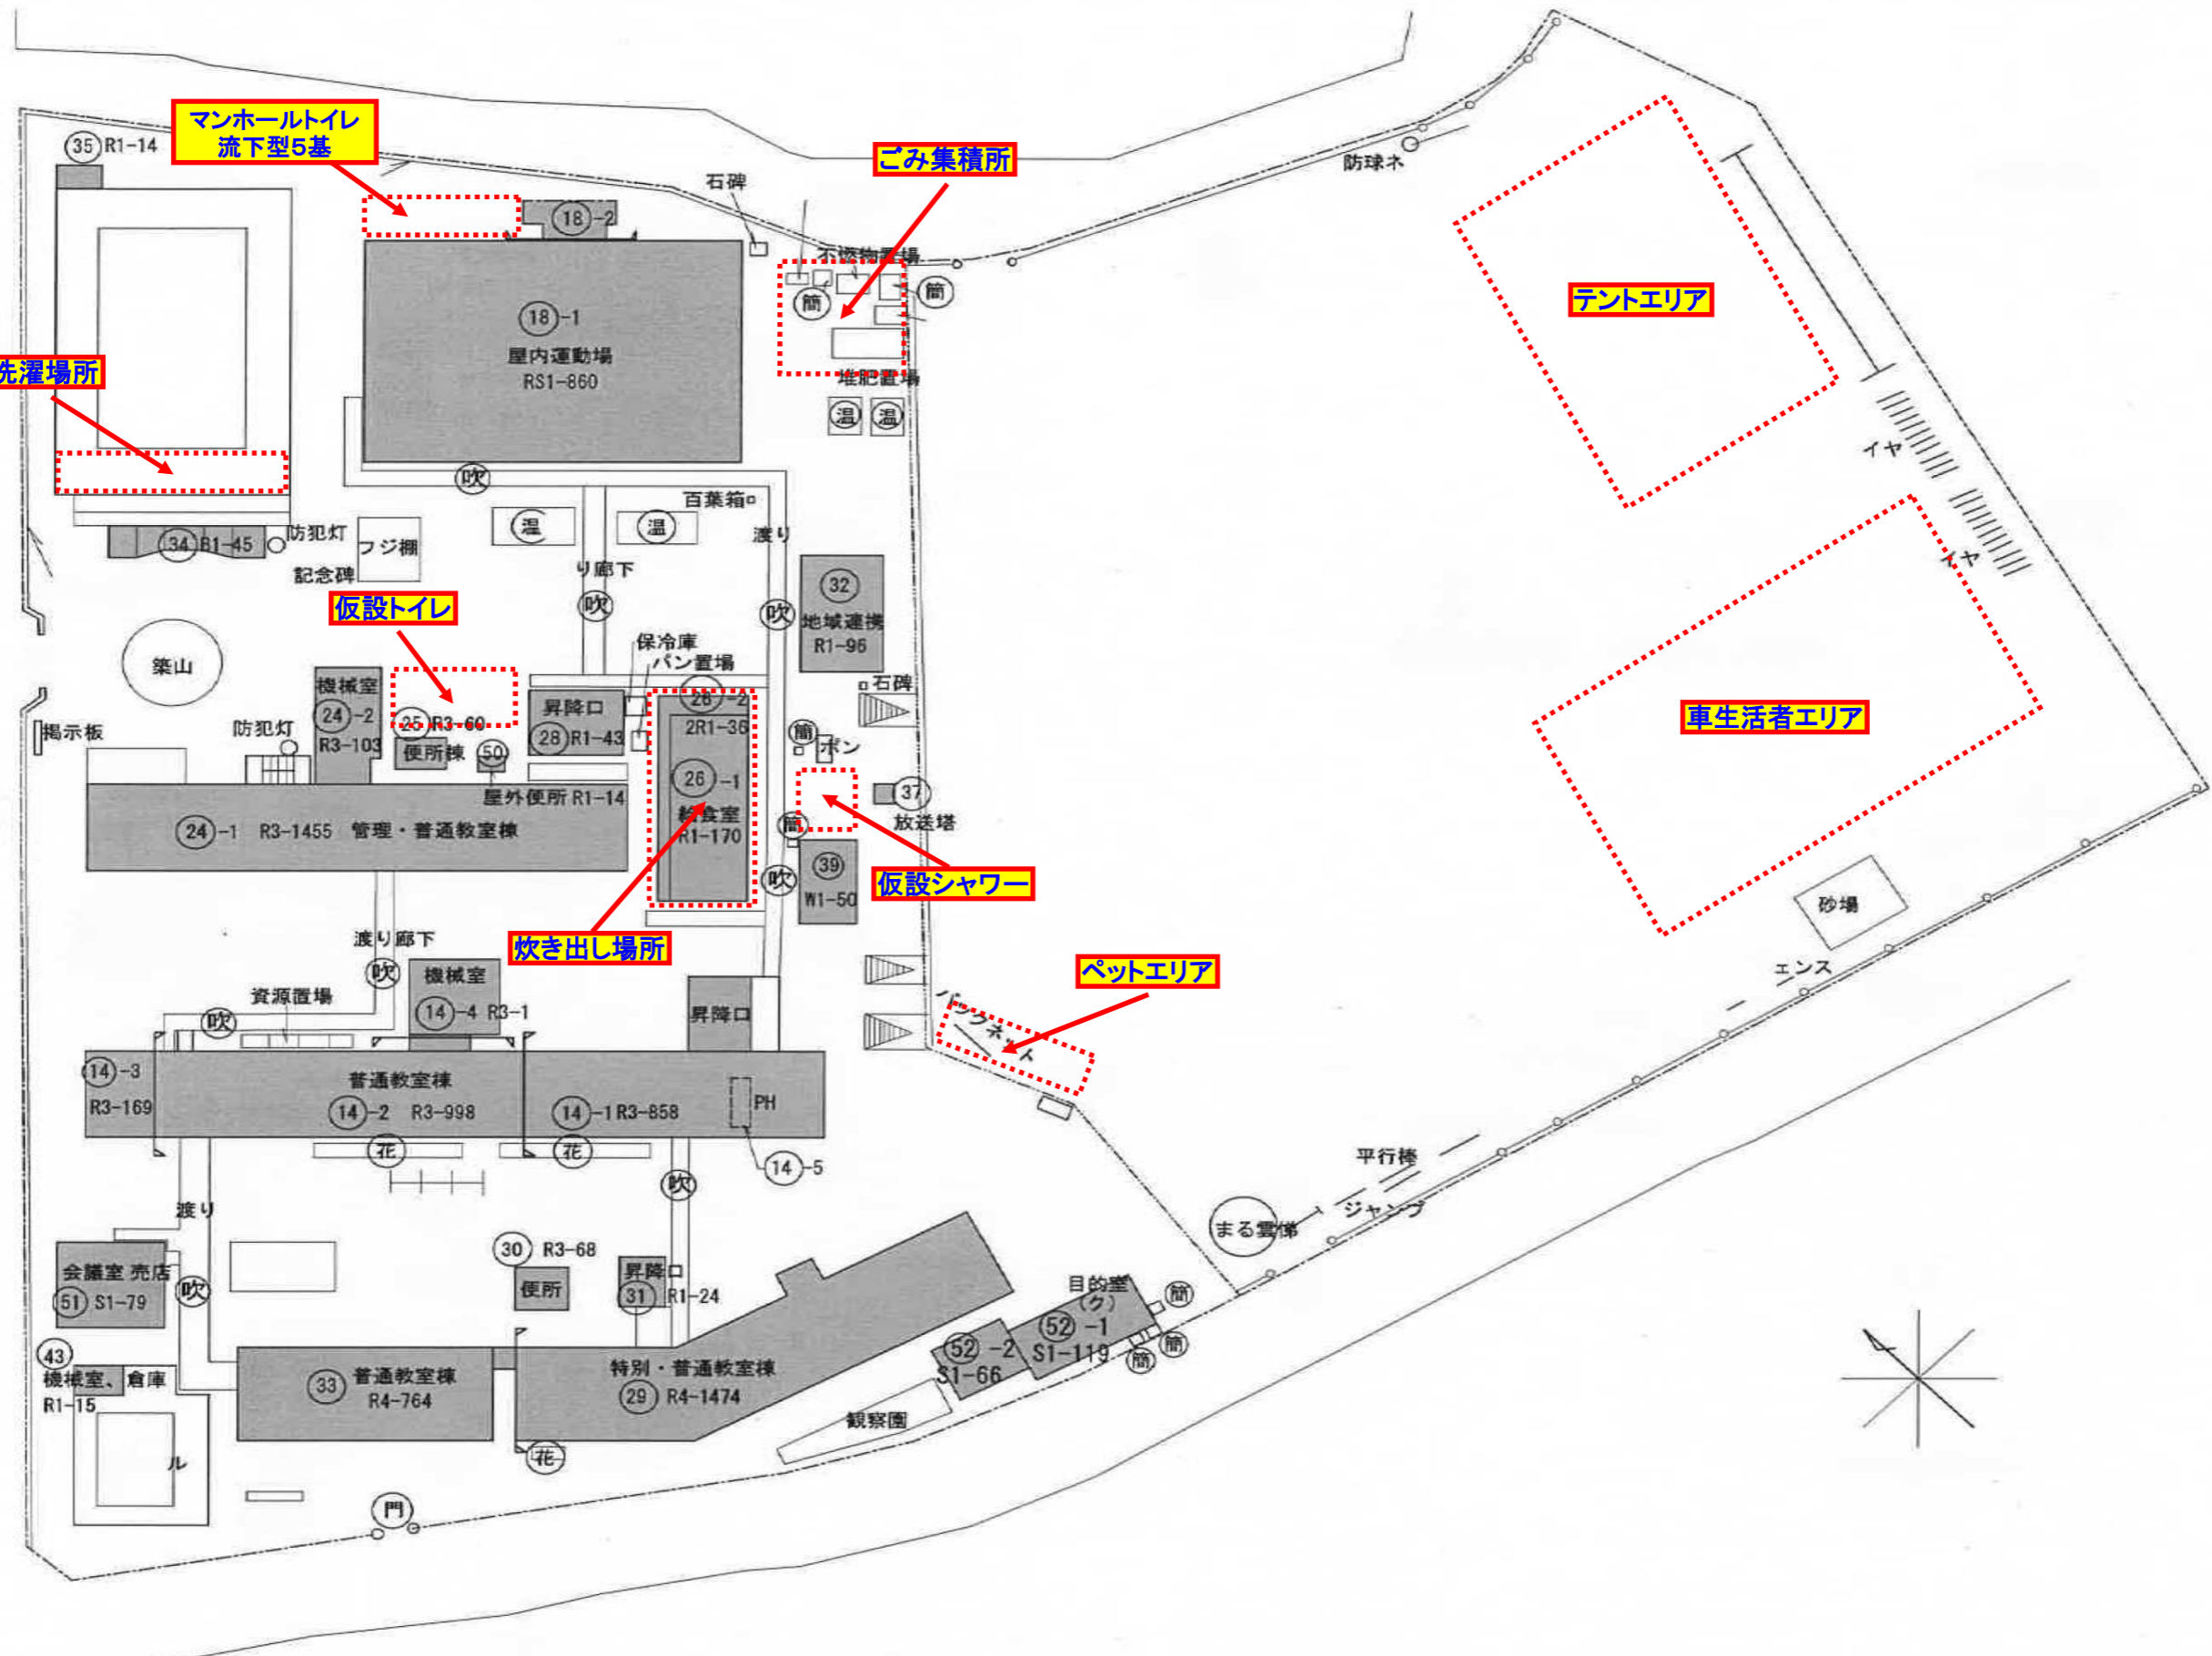 マンホールトイレ
流下型5基
35 R1-14
ごみ集積所
防球ネ
石碑
18-2
不燃物置場
簡
簡
テントエリア
18-1
屋内運動場
RS1-860
洗濯場所
堆肥置場
温
温
イヤ
吹
百葉箱
温
温
渡り
34 B1-45
防犯灯
フジ棚
記念碑
り廊下
イヤ
32
地域連携
R1-96
仮設トイレ
吹
吹
保冷庫
パン置場
築山
石碑
機械室
24-2
R3-103
25 R3-60
便所棟
50
昇降口
28 R1-43
26-2
2R1-36
簡
ポン
車生活者エリア
掲示板
防犯灯
屋外便所 R1-14
26-1
給食室
R1-170
37
放送塔
24-1 R3-1455 管理・普通教室棟
簡
39
W1-50
吹
仮設シャワー
砂場
渡り廊下
炊き出し場所
吹
機械室
14-4 R3-1
ペットエリア
ェンス
資源置場
吹
昇降口
バックネット
14-3
R3-169
普通教室棟
14-2 R3-998
14-1 R3-858
PH
花
花
14-5
吹
平行棒
ジャンプ
まる雲梯
渡り
30 R3-68
便所
昇降口
31 R1-24
会議室 売店
51 S1-79
吹
目的室
(ク)
52-1
S1-119
簡
簡
簡
52-2
S1-66
43
機械室、倉庫
R1-15
33 普通教室棟
R4-764
特別・普通教室棟
29 R4-1474
観察園
ル
花
門